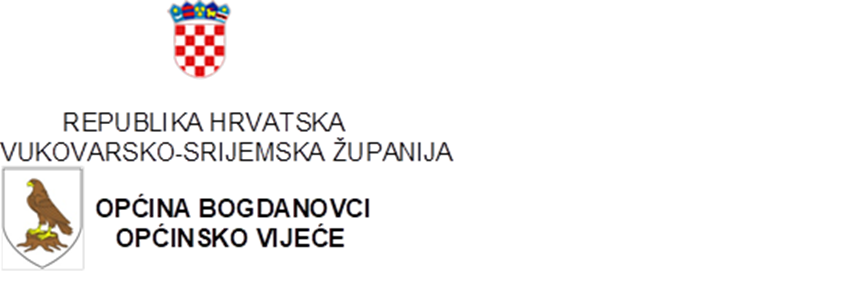 REPUBLIKA HRVATSKA
VUKOVARSKO-SRIJEMSKA ŽUPANIJA
OPĆINA BOGDANOVCI
OPĆINSKO VIJEĆE